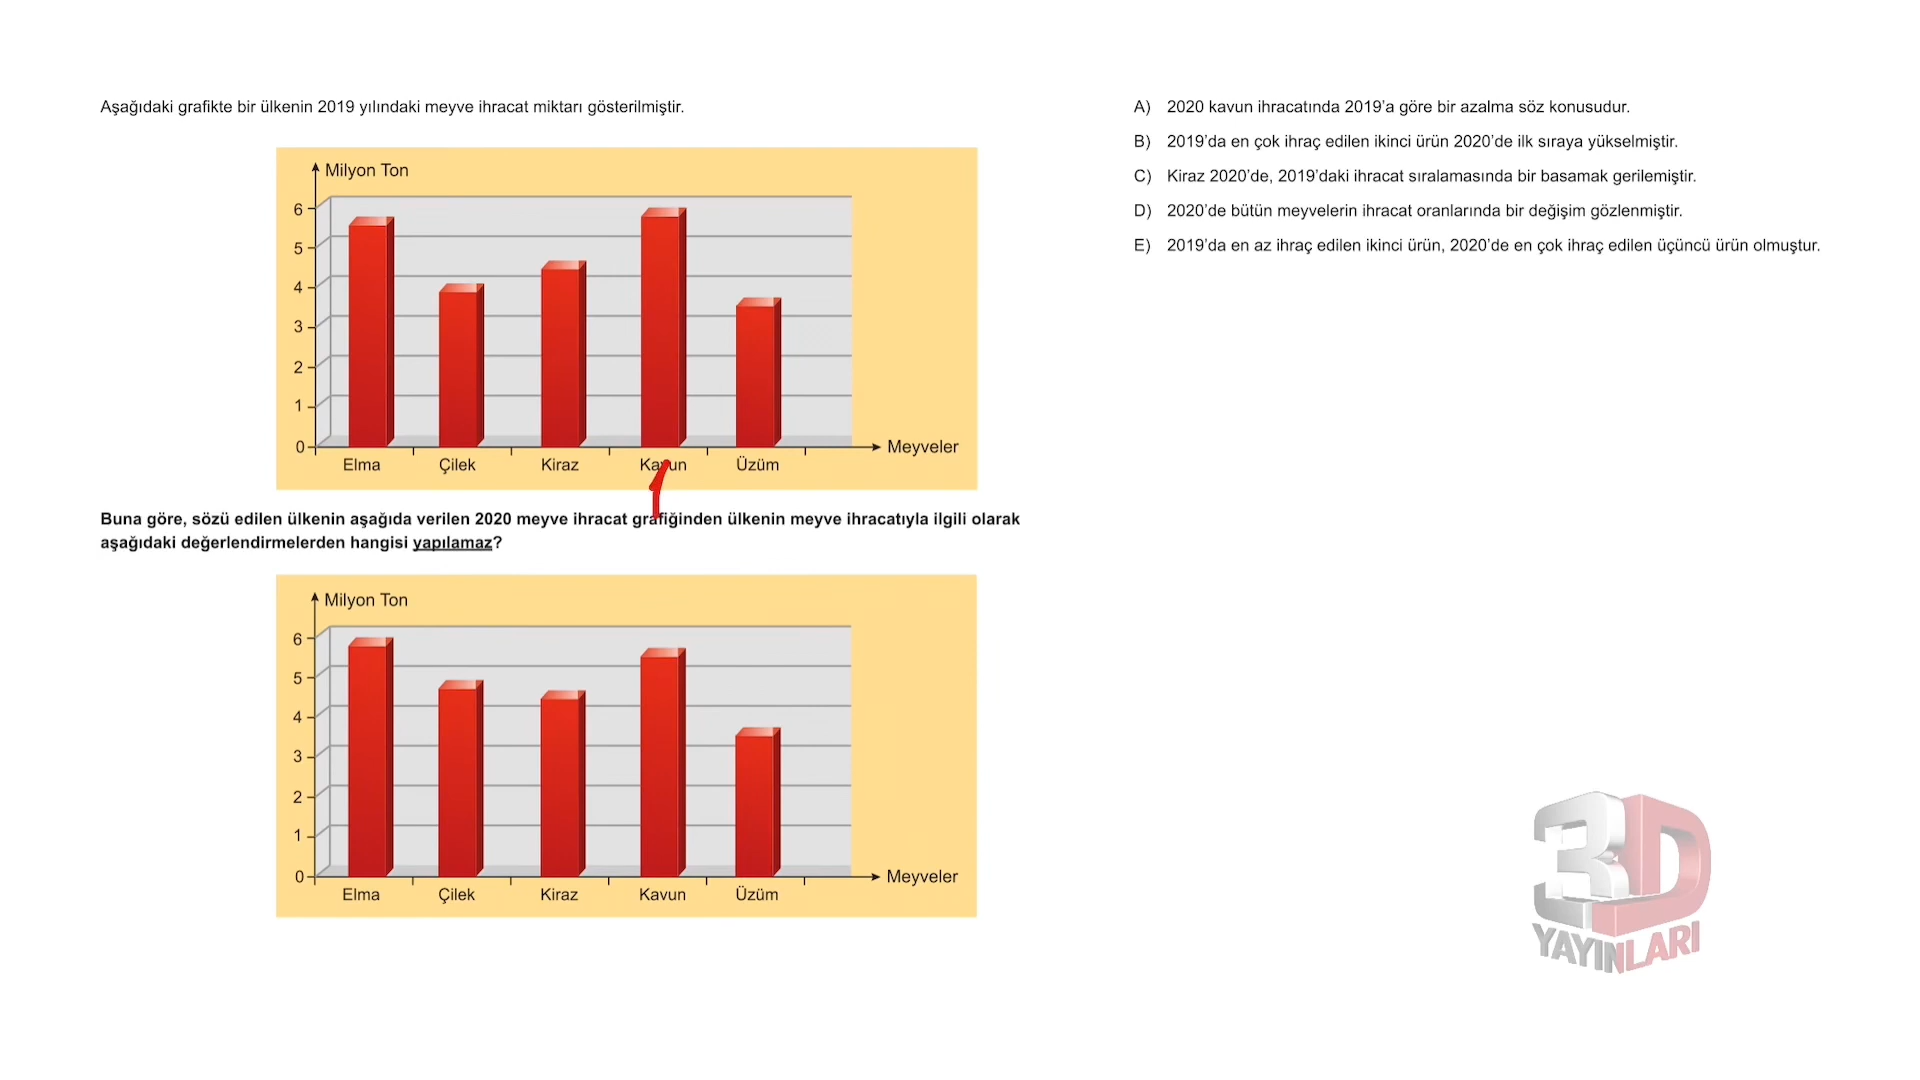 Aşağıdaki grafikte bir ülkenin 2019 yılındaki meyve ihracat miktarı gösterilmiştir.
Milyon Ton
6
5
4
3
2
1
0
Meyveler
Elma Çilek Kiraz Kavun Üzüm
Buna göre, sözü edilen ülkenin aşağıda verilen 2020 meyve ihracat grafiğinden ülkenin meyve ihracatıyla ilgili olarak
aşağıdaki değerlendirmelerden hangisi yapılamaz?
Milyon Ton
6
5
4
3
2
1
0
Meyveler
Elma Çilek Kiraz Kavun Üzüm
A) 2020 kavun ihracatında 2019’a göre bir azalma söz konusudur.
B) 2019’da en çok ihraç edilen ikinci ürün 2020’de ilk sıraya yükselmiştir.
C) Kiraz 2020’de, 2019’daki ihracat sıralamasında bir basamak gerilemiştir.
D) 2020’de bütün meyvelerin ihracat oranlarında bir değişim gözlenmiştir.
E) 2019’da en az ihraç edilen ikinci ürün, 2020’de en çok ihraç edilen üçüncü ürün olmuştur.
3D
YAYINLARI